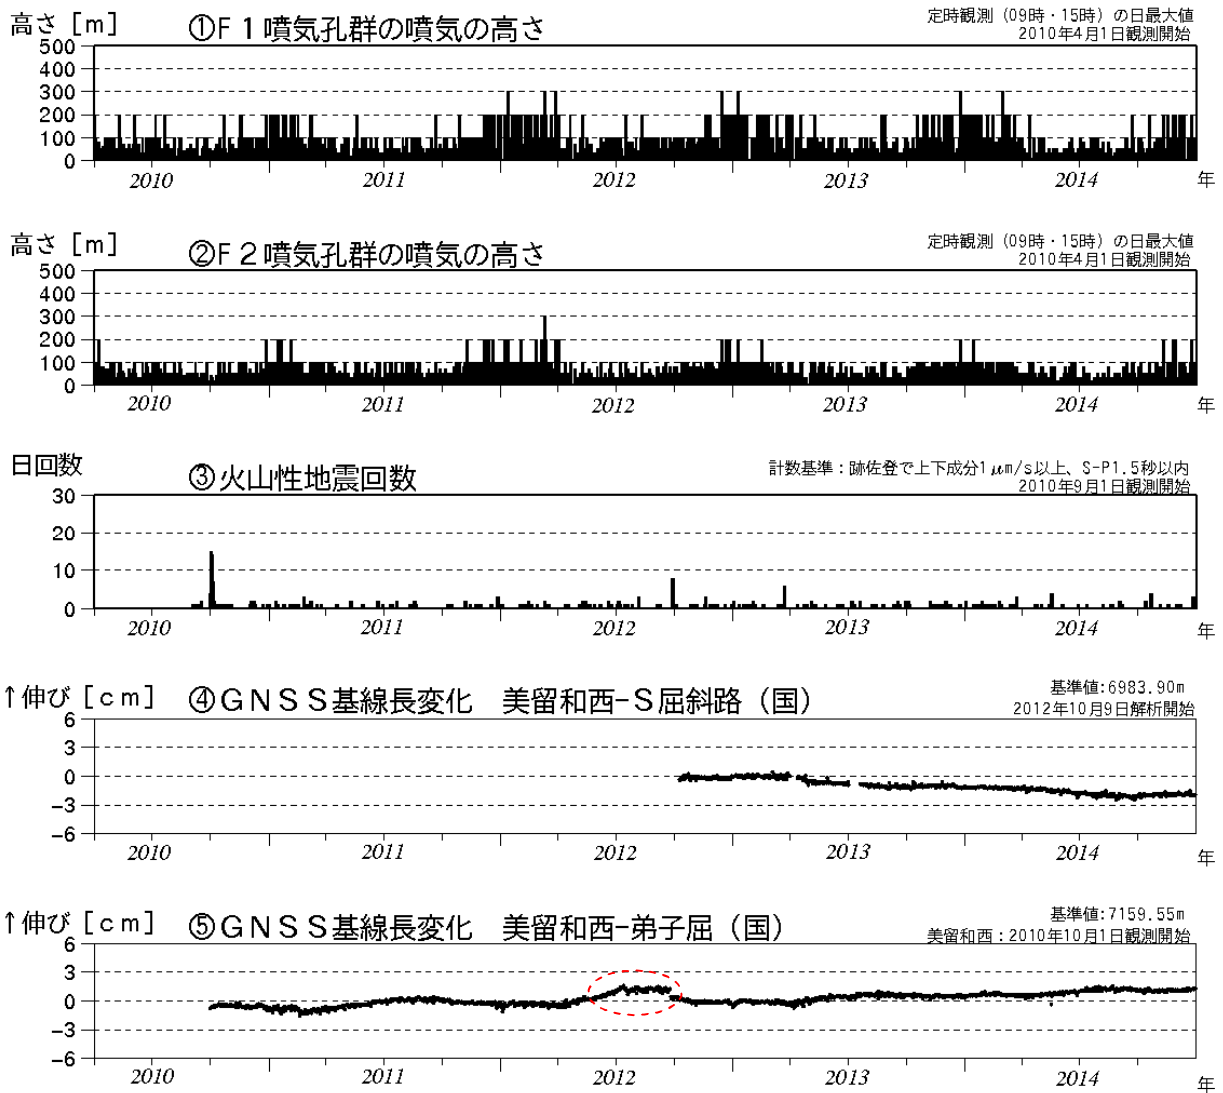 高さ [m] ①F1噴気孔群の噴気の高さ 定時観測（09時・15時）の日最大値
2010年4月1日観測開始
500
400
300
200
100
0
2010 2011 2012 2013 2014 年
高さ [m] ②F2噴気孔群の噴気の高さ 定時観測（09時・15時）の日最大値
2010年4月1日観測開始
500
400
300
200
100
0
2010 2011 2012 2013 2014 年
日回数 ③火山性地震回数 計数基準：跡佐登で上下成分1μm/s以上、S-P1.5秒以内
2010年9月1日観測開始
30
20
10
0
2010 2011 2012 2013 2014 年
↑伸び [cm] ④GNSS基線長変化 美留和西-S屈斜路（国） 基準値:6983.90m
2012年10月9日解析開始
6
3
0
-3
-6
2010 2011 2012 2013 2014 年
↑伸び [cm] ⑤GNSS基線長変化 美留和西-弟子屈（国） 基準値:7159.55m
美留和西：2010年10月1日観測開始
6
3
0
-3
-6
2010 2011 2012 2013 2014 年